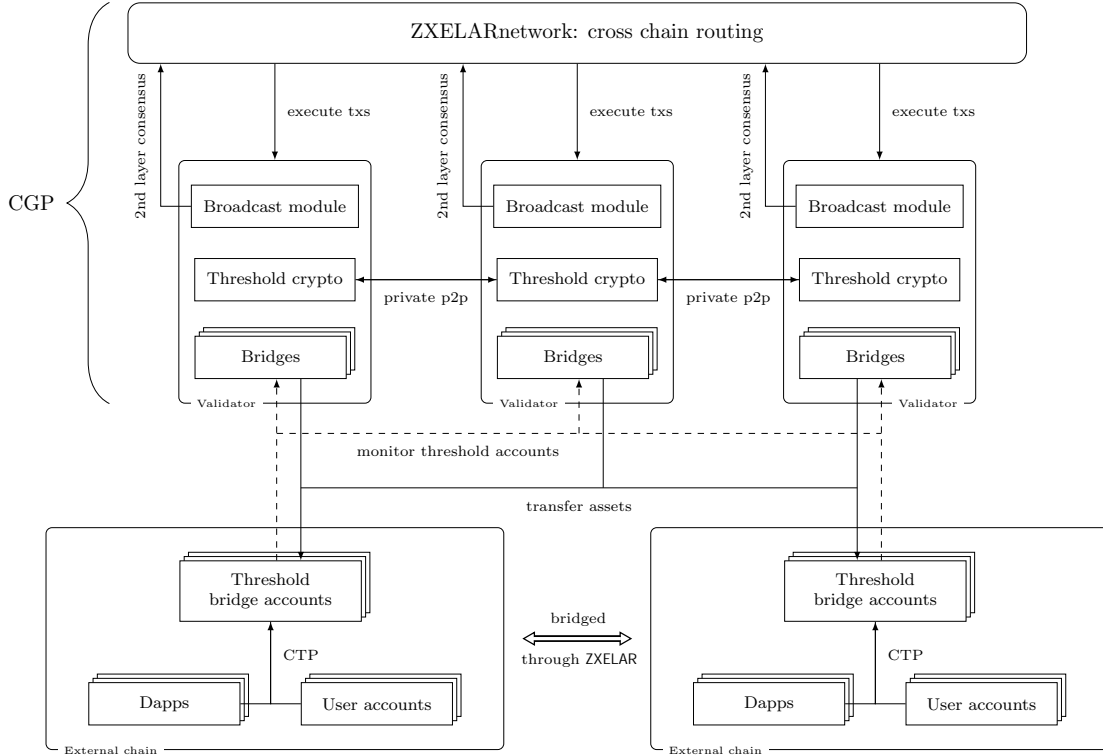 ZXELARnetwork: cross chain routing
2nd layer consensus
execute txs
2nd layer consensus
execute txs
2nd layer consensus
execute txs
CGP
Broadcast module
Broadcast module
Broadcast module
Threshold crypto
Threshold crypto
Threshold crypto
private p2p
private p2p
Bridges
Bridges
Bridges
Validator
Validator
Validator
monitor threshold accounts
transfer assets
Threshold
bridge accounts
Threshold
bridge accounts
bridged
through ZXELAR
CTP
CTP
Dapps
User accounts
Dapps
User accounts
External chain
External chain